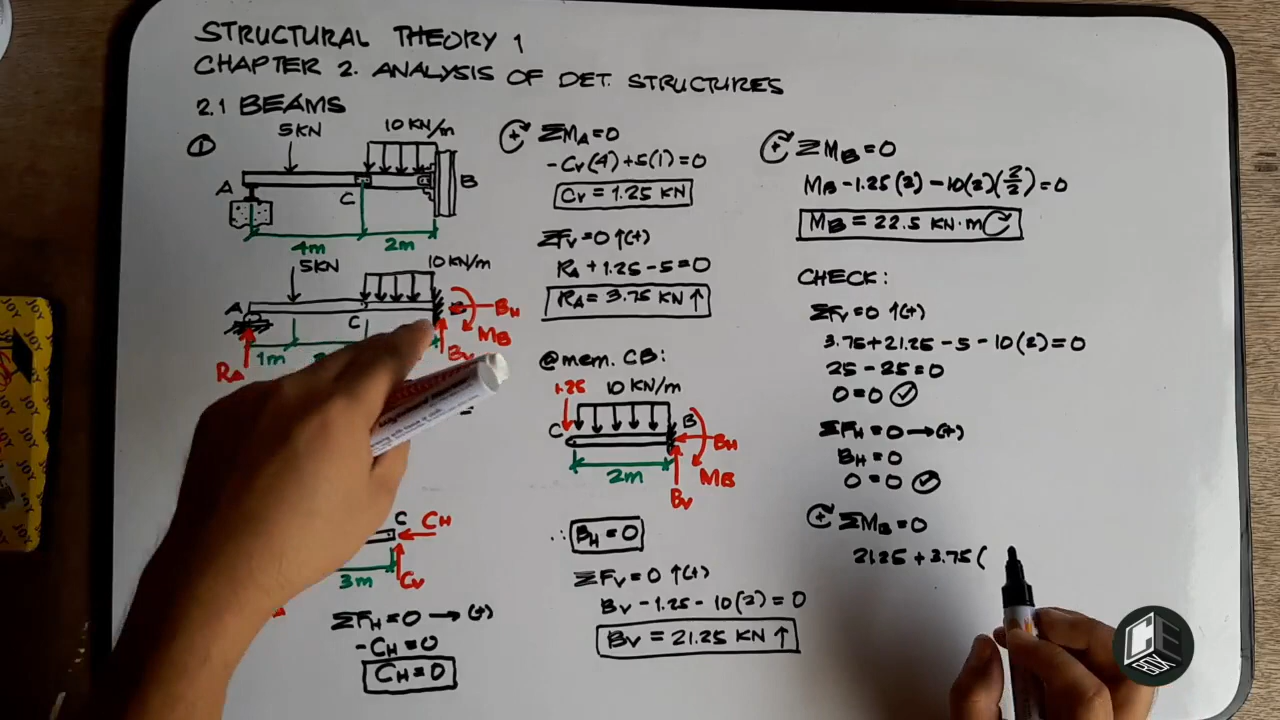 STRUCTURAL THEORY 1
CHAPTER 2. ANALYSIS OF DET. STRUCTURES
2.1 BEAMS
①
5KN
10 KN/m
A
C
B
4m
2m
5KN
10 KN/m
A
C
B
BH
MB
Bv
RA
1m
C
CH
3m
Cv
ΣFH=0 → (+)
-CH=0
CH=0
+ ΣMA=0
-Cv(4)+5(1)=0
Cv=1.25 KN
ΣFv=0 ↑(+)
RA+1.25-5=0
RA=3.75 KN↑
@mem. CB:
1.25
10 KN/m
C
B
BH
2m
MB
Bv
∴ BH=0
ΣFv=0 ↑(+)
Bv-1.25-10(2)=0
Bv=21.25 KN↑
+ ΣMB=0
MB-1.25(2)-10(2)(2/2)=0
MB=22.5 KN·m
CHECK:
ΣFv=0 ↑(+)
3.75+21.25-5-10(2)=0
25-25=0
0=0 ✓
ΣFH=0 →(+)
BH=0
0=0 ✓
+ ΣMB=0
21.25+3.75(
CE
BOX
JOY
JOY
JOY
JOY